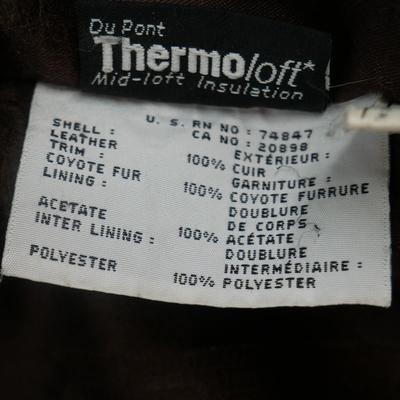 Du Pont
Thermoloft*
Mid-loft Insulation
U. S. RN NO : 74847
CA NO : 20898
SHELL :
LEATHER
TRIM :
COYOTE FUR
LINING :
ACETATE
INTER LINING :
POLYESTER
EXTÉRIEUR :
100% CUIR
GARNITURE :
100% COYOTE FURRURE
DOUBLURE
DE CORPS :
100% ACÉTATE
DOUBLURE
INTERMÉDIAIRE :
100% POLYESTER